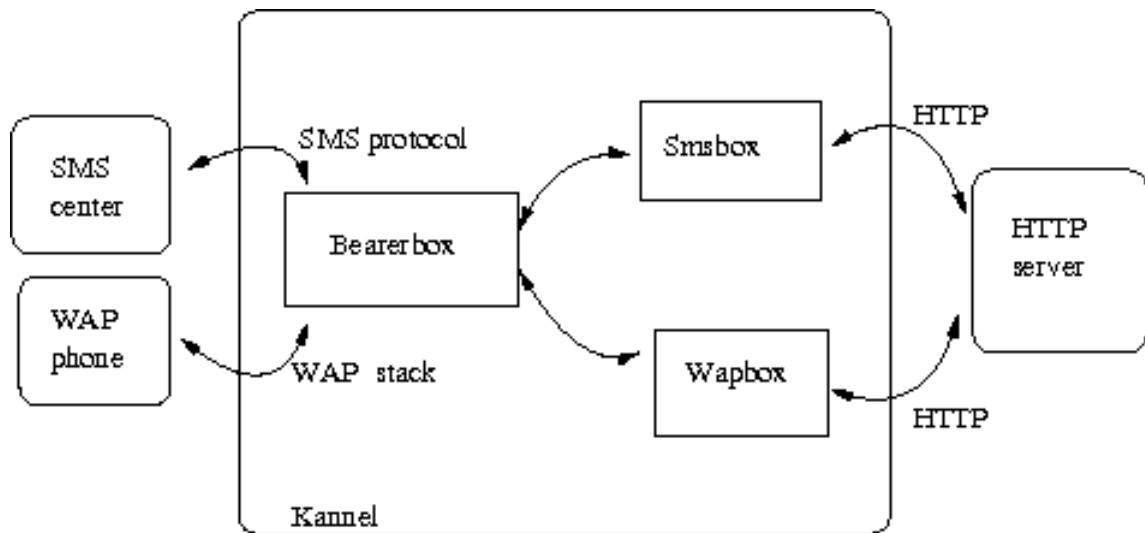 SMS
center
WAP
phone
SMS protocol
Bearerbox
WAP stack
Smsbox
Wapbox
Kannel
HTTP
HTTP
HTTP
server